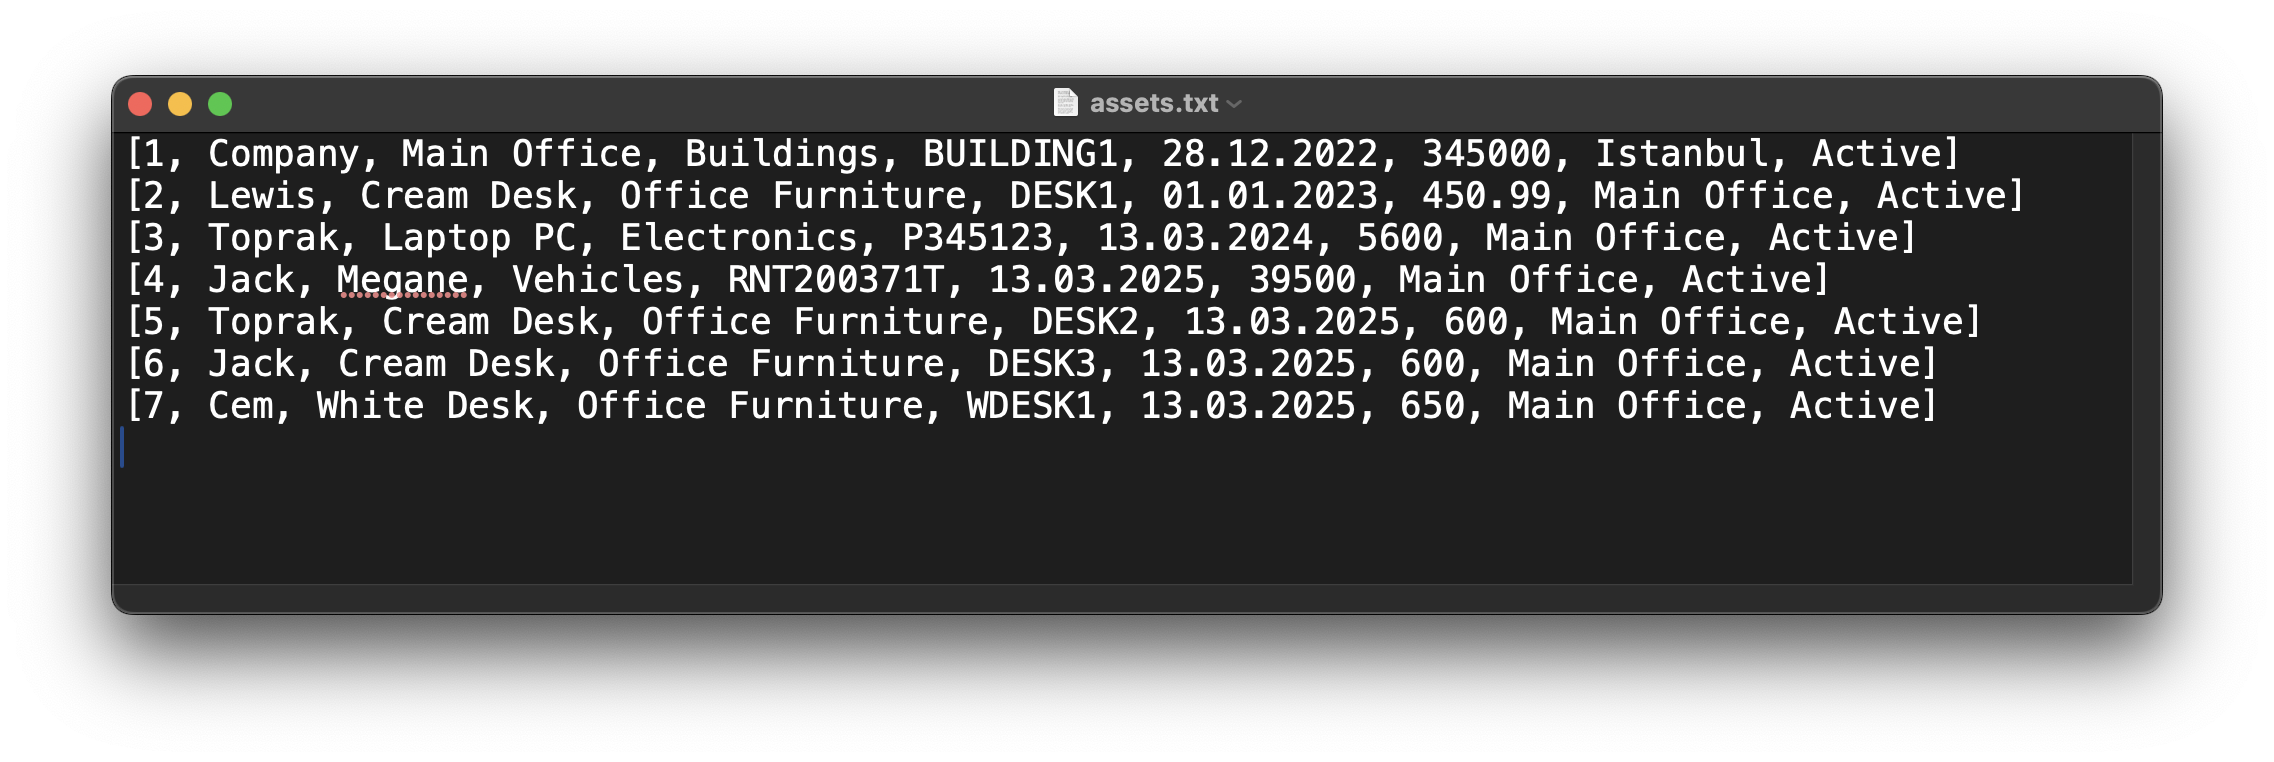 assets.txt
[1, Company, Main Office, Buildings, BUILDING1, 28.12.2022, 345000, Istanbul, Active]
[2, Lewis, Cream Desk, Office Furniture, DESK1, 01.01.2023, 450.99, Main Office, Active]
[3, Toprak, Laptop PC, Electronics, P345123, 13.03.2024, 5600, Main Office, Active]
[4, Jack, Megane, Vehicles, RNT200371T, 13.03.2025, 39500, Main Office, Active]
[5, Toprak, Cream Desk, Office Furniture, DESK2, 13.03.2025, 600, Main Office, Active]
[6, Jack, Cream Desk, Office Furniture, DESK3, 13.03.2025, 600, Main Office, Active]
[7, Cem, White Desk, Office Furniture, WDESK1, 13.03.2025, 650, Main Office, Active]